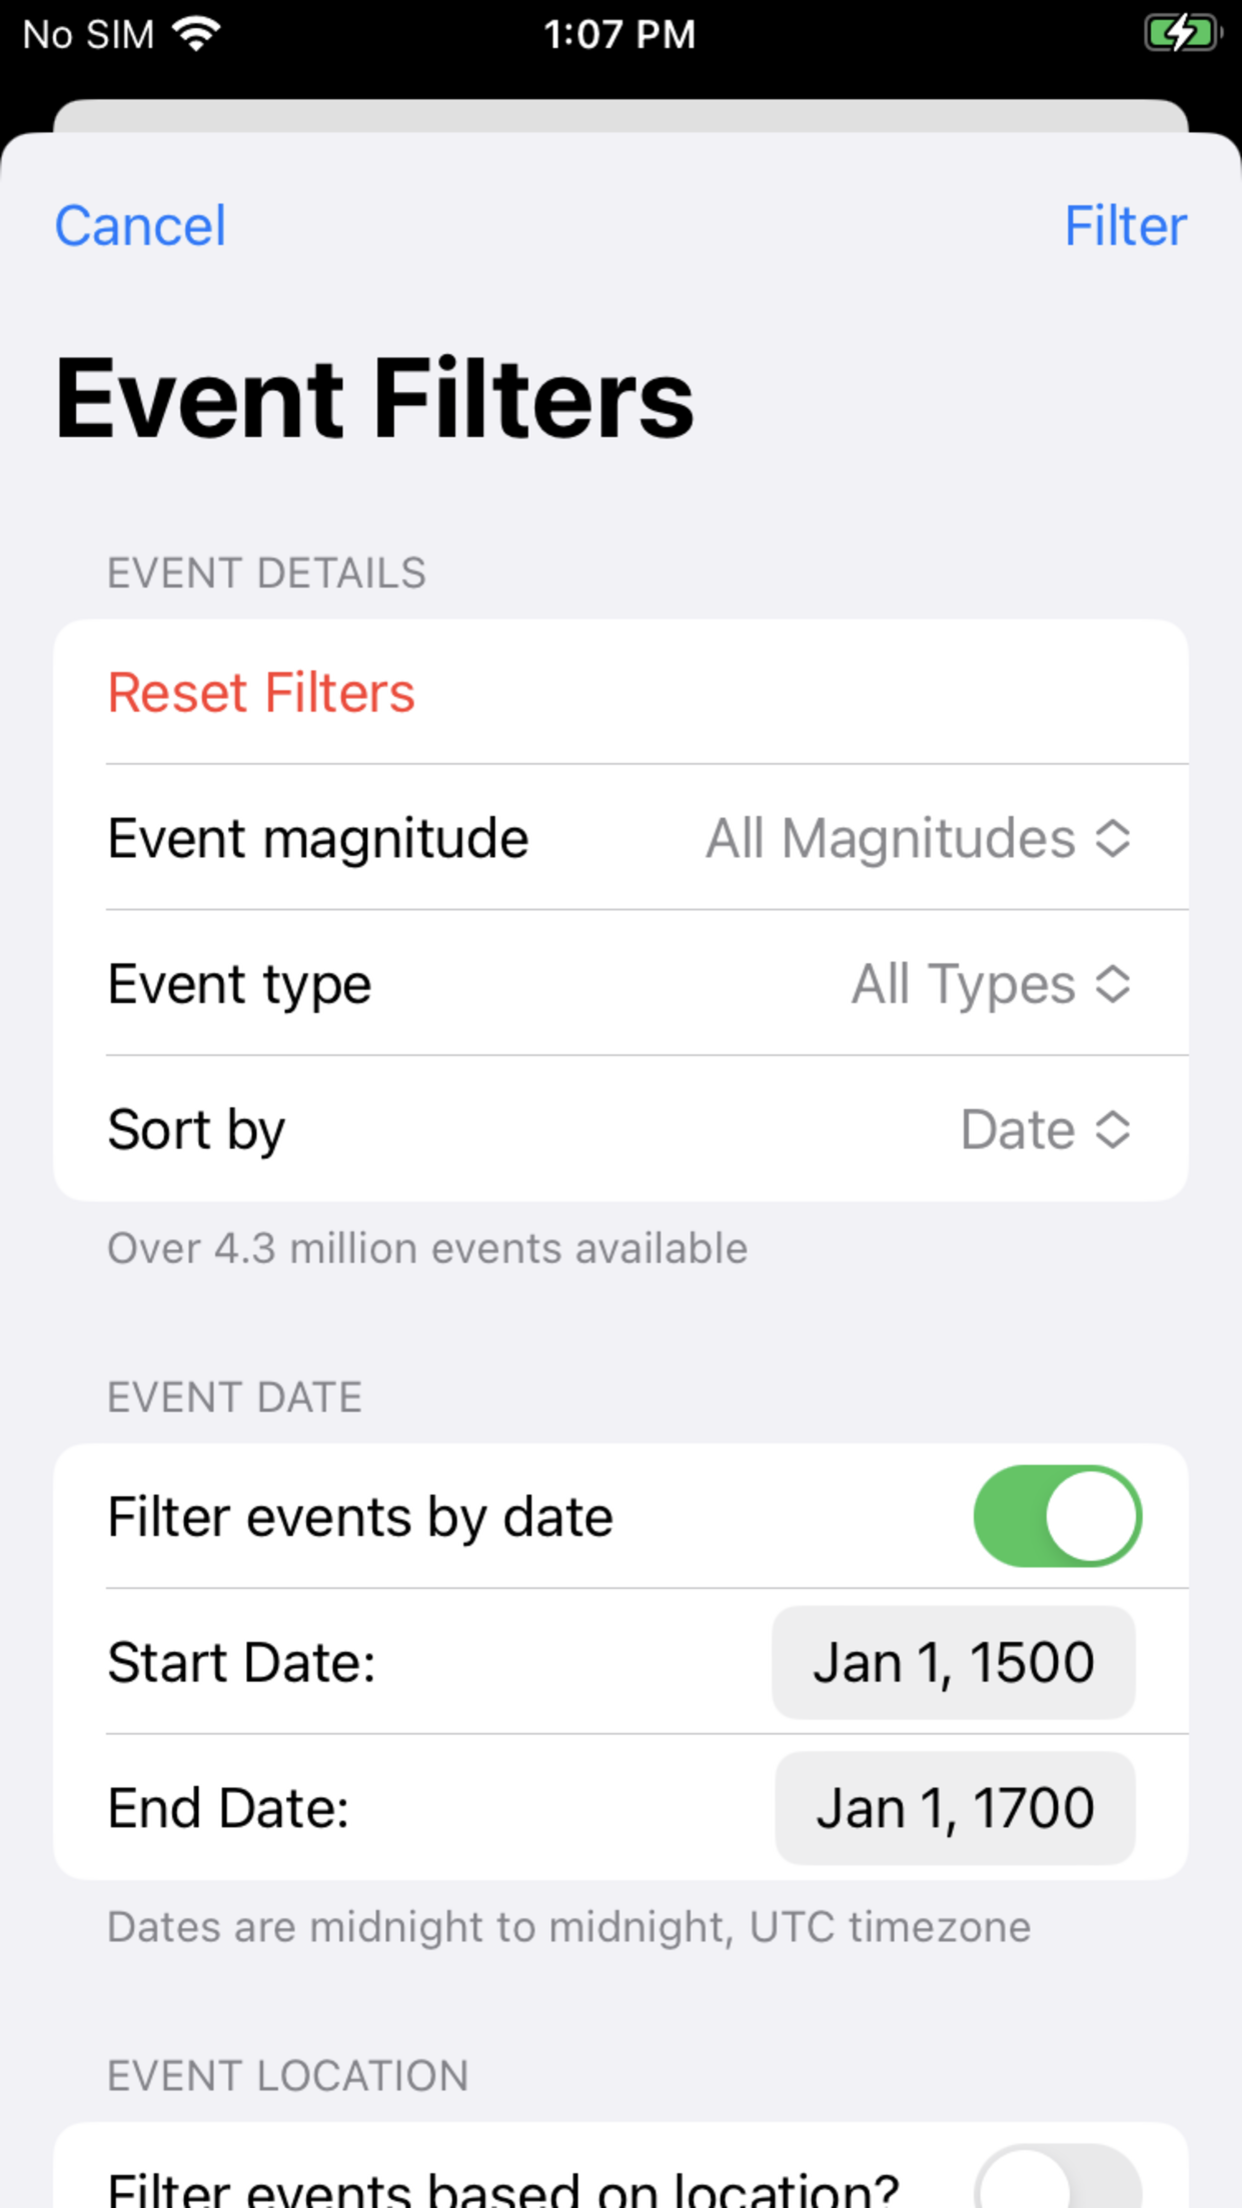 No SIM 1:07 PM
Cancel Filter
Event Filters
EVENT DETAILS
Reset Filters
Event magnitude All Magnitudes
Event type All Types
Sort by Date
Over 4.3 million events available
EVENT DATE
Filter events by date
Start Date: Jan 1, 1500
End Date: Jan 1, 1700
Dates are midnight to midnight, UTC timezone
EVENT LOCATION
Filter events based on location?